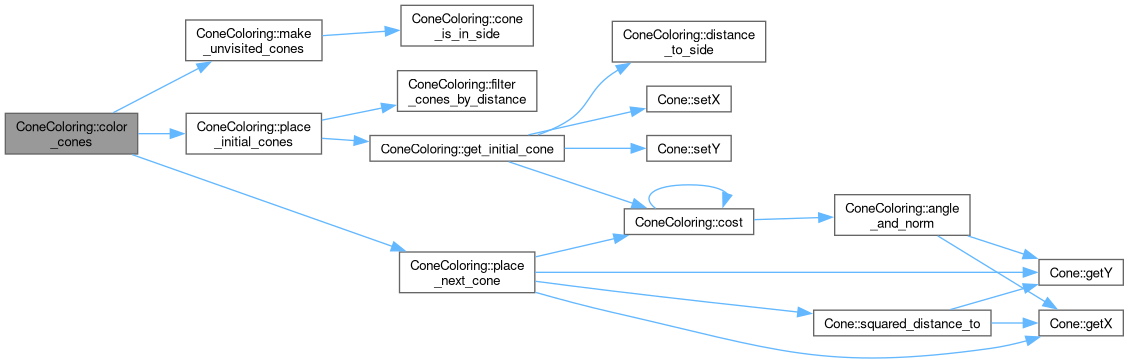 ConeColoring::color
_cones
ConeColoring::make
_unvisited_cones
ConeColoring::cone
_is_in_side
ConeColoring::place
_initial_cones
ConeColoring::filter
_cones_by_distance
ConeColoring::get_initial_cone
ConeColoring::distance
_to_side
Cone::setX
Cone::setY
ConeColoring::cost
ConeColoring::angle
_and_norm
ConeColoring::place
_next_cone
Cone::squared_distance_to
Cone::getY
Cone::getX